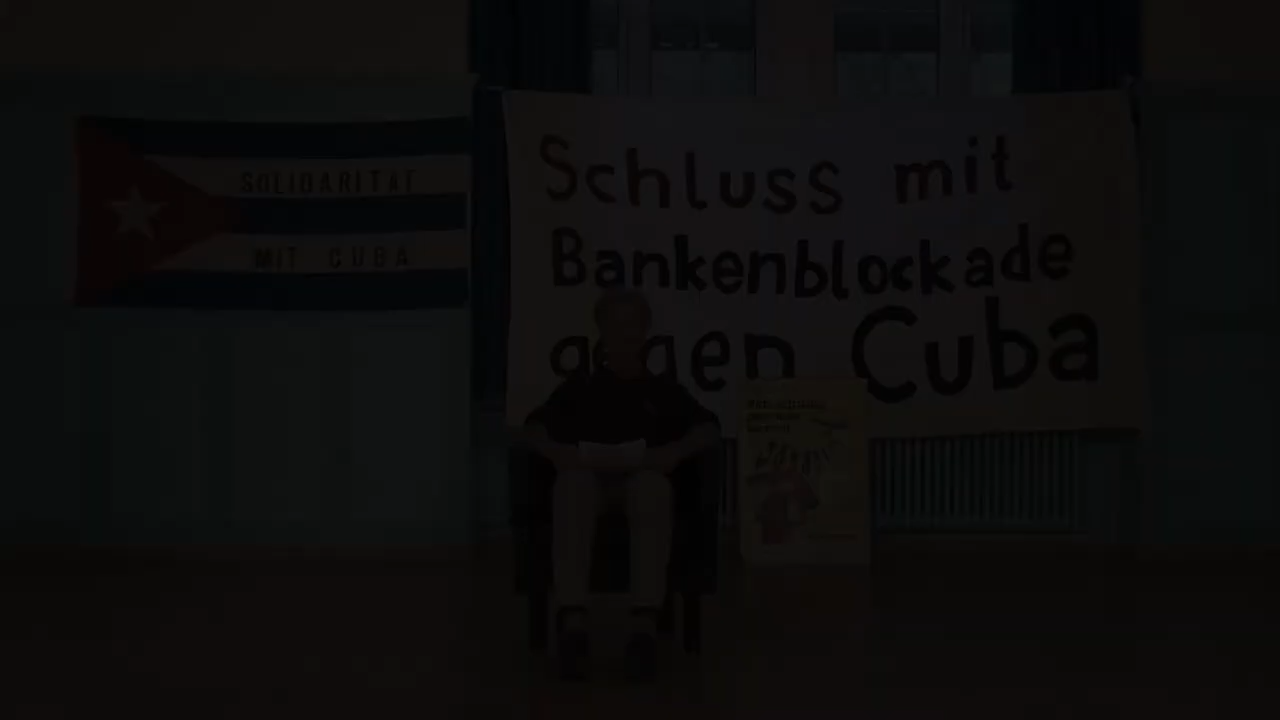 SOLIDARITÄT
MIT CUBA
Schluss mit
Bankenblockade
gegen Cuba